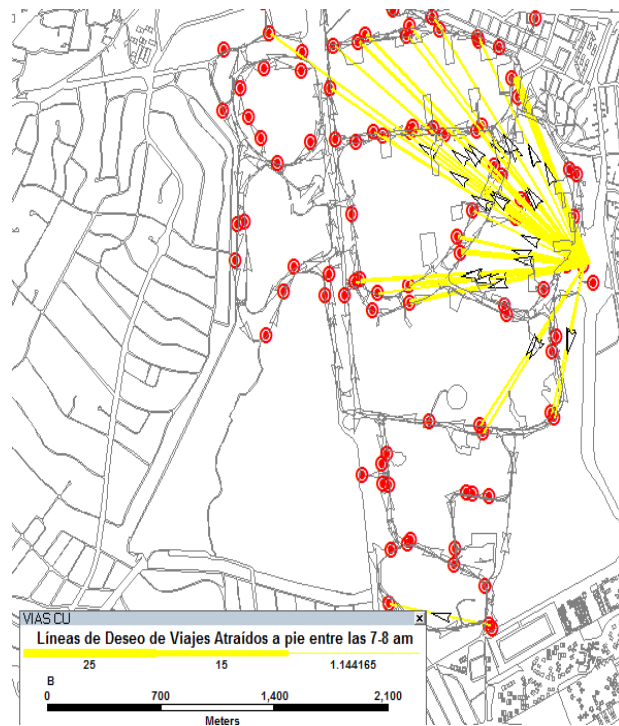 VIAS CU
Líneas de Deseo de Viajes Atraídos a pie entre las 7-8 am
25 15 1.144165
B
0 700 1,400 2,100
Meters